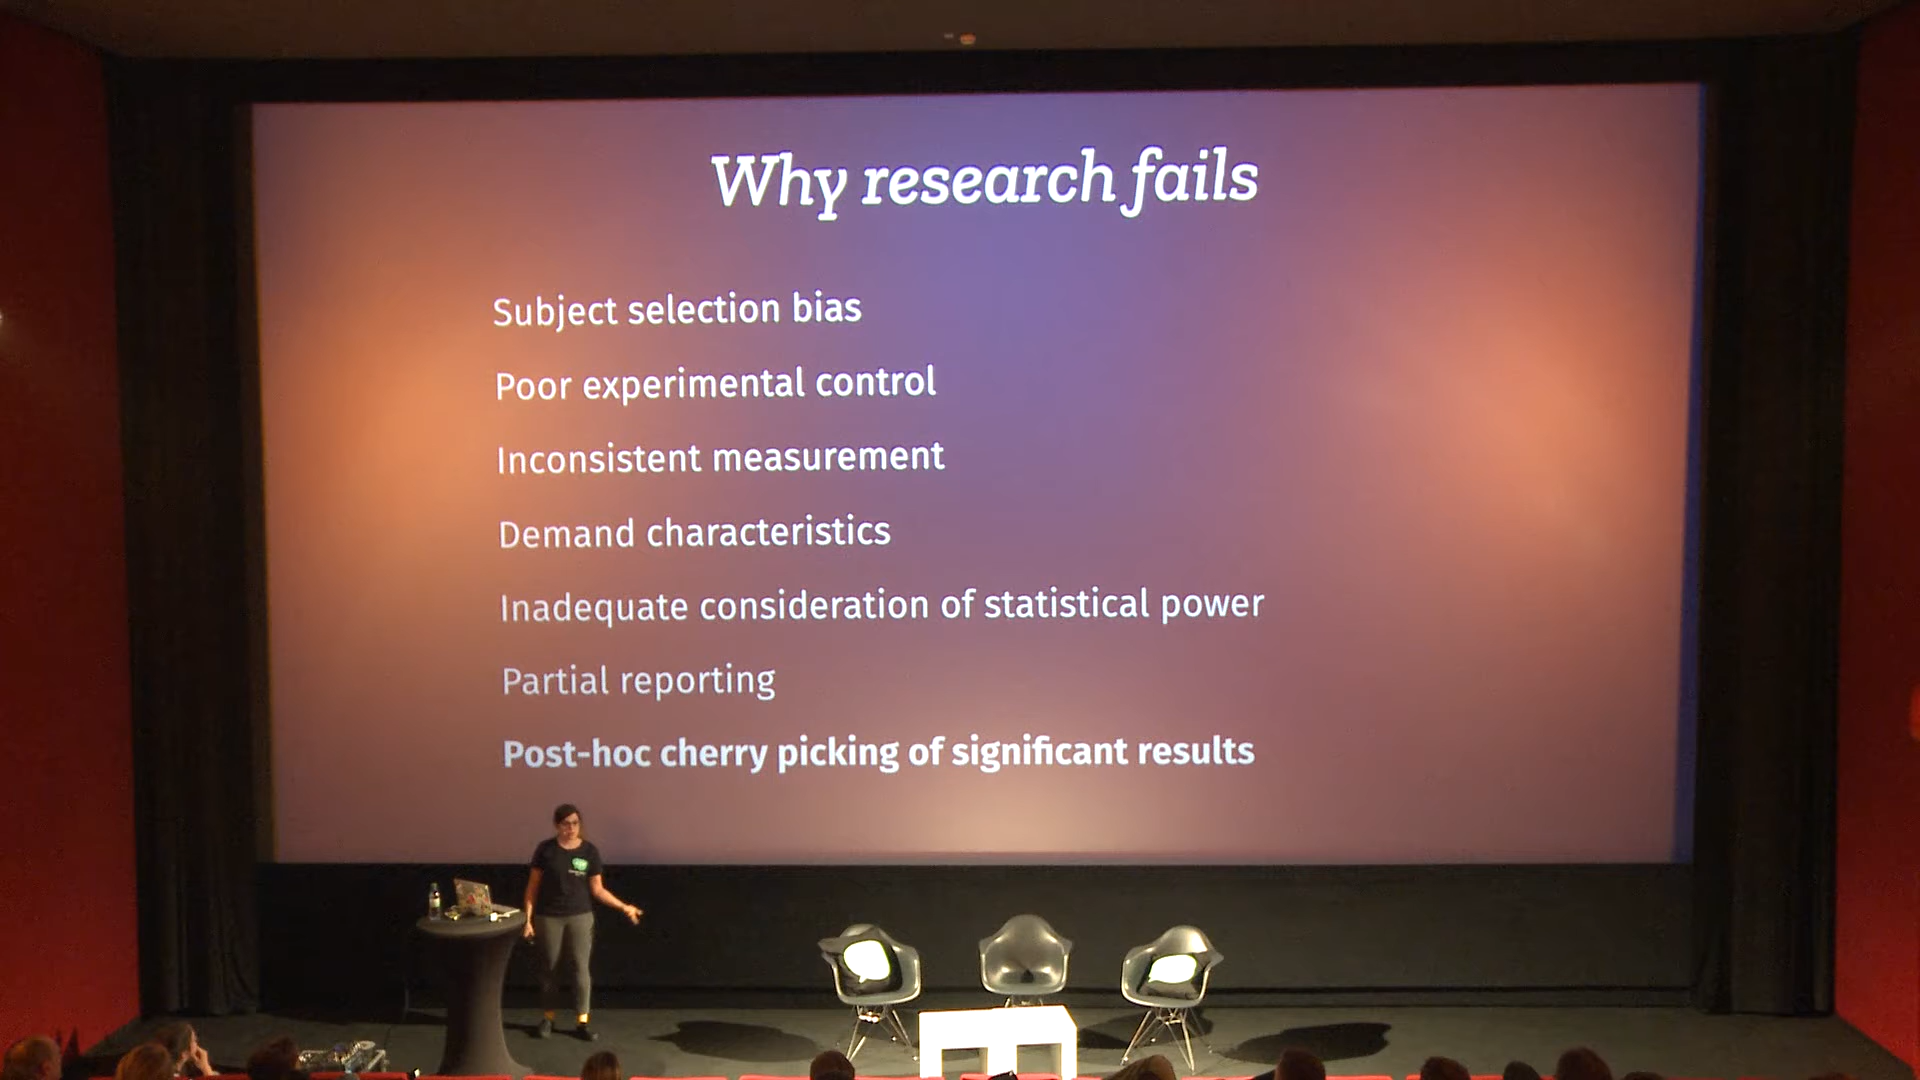 Why research fails
Subject selection bias
Poor experimental control
Inconsistent measurement
Demand characteristics
Inadequate consideration of statistical power
Partial reporting
Post-hoc cherry picking of significant results